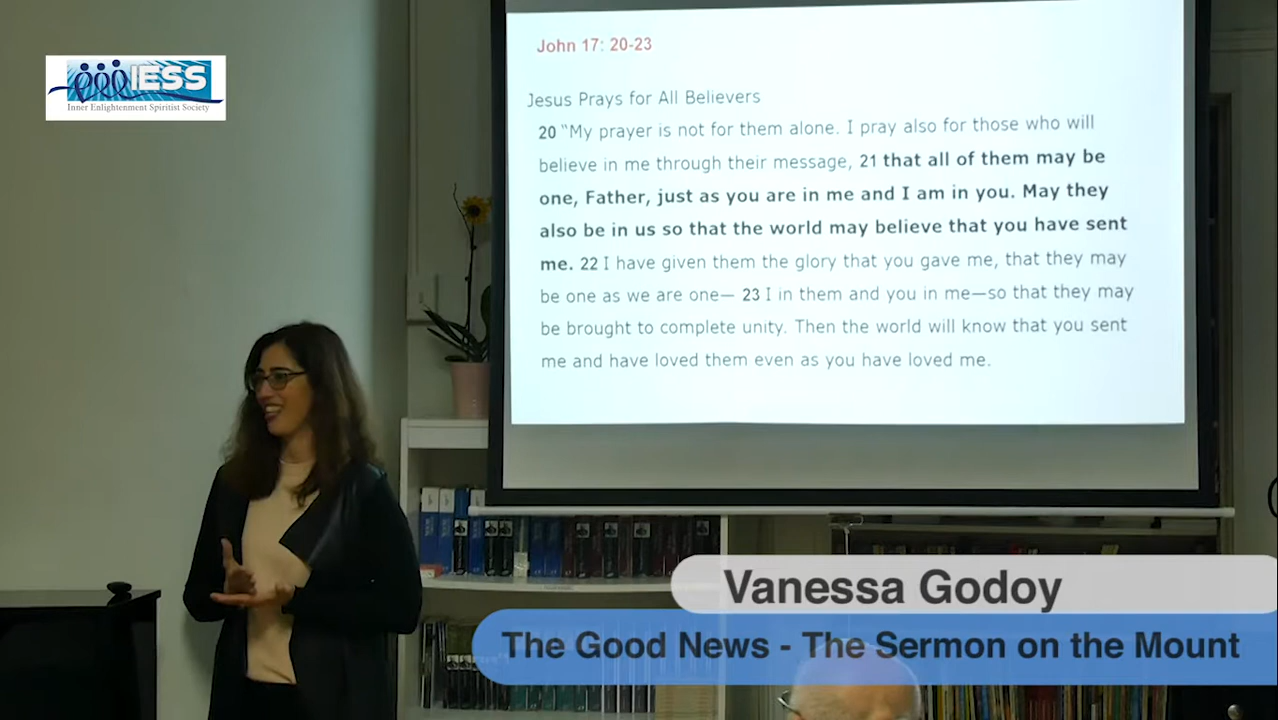 IESS
Inner Enlightenment Spiritist Society
John 17: 20-23
Jesus Prays for All Believers
20 "My prayer is not for them alone. I pray also for those who will
believe in me through their message, 21 that all of them may be
one, Father, just as you are in me and I am in you. May they
also be in us so that the world may believe that you have sent
me. 22 I have given them the glory that you gave me, that they may
be one as we are one— 23 I in them and you in me—so that they may
be brought to complete unity. Then the world will know that you sent
me and have loved them even as you have loved me.
Vanessa Godoy
The Good News - The Sermon on the Mount